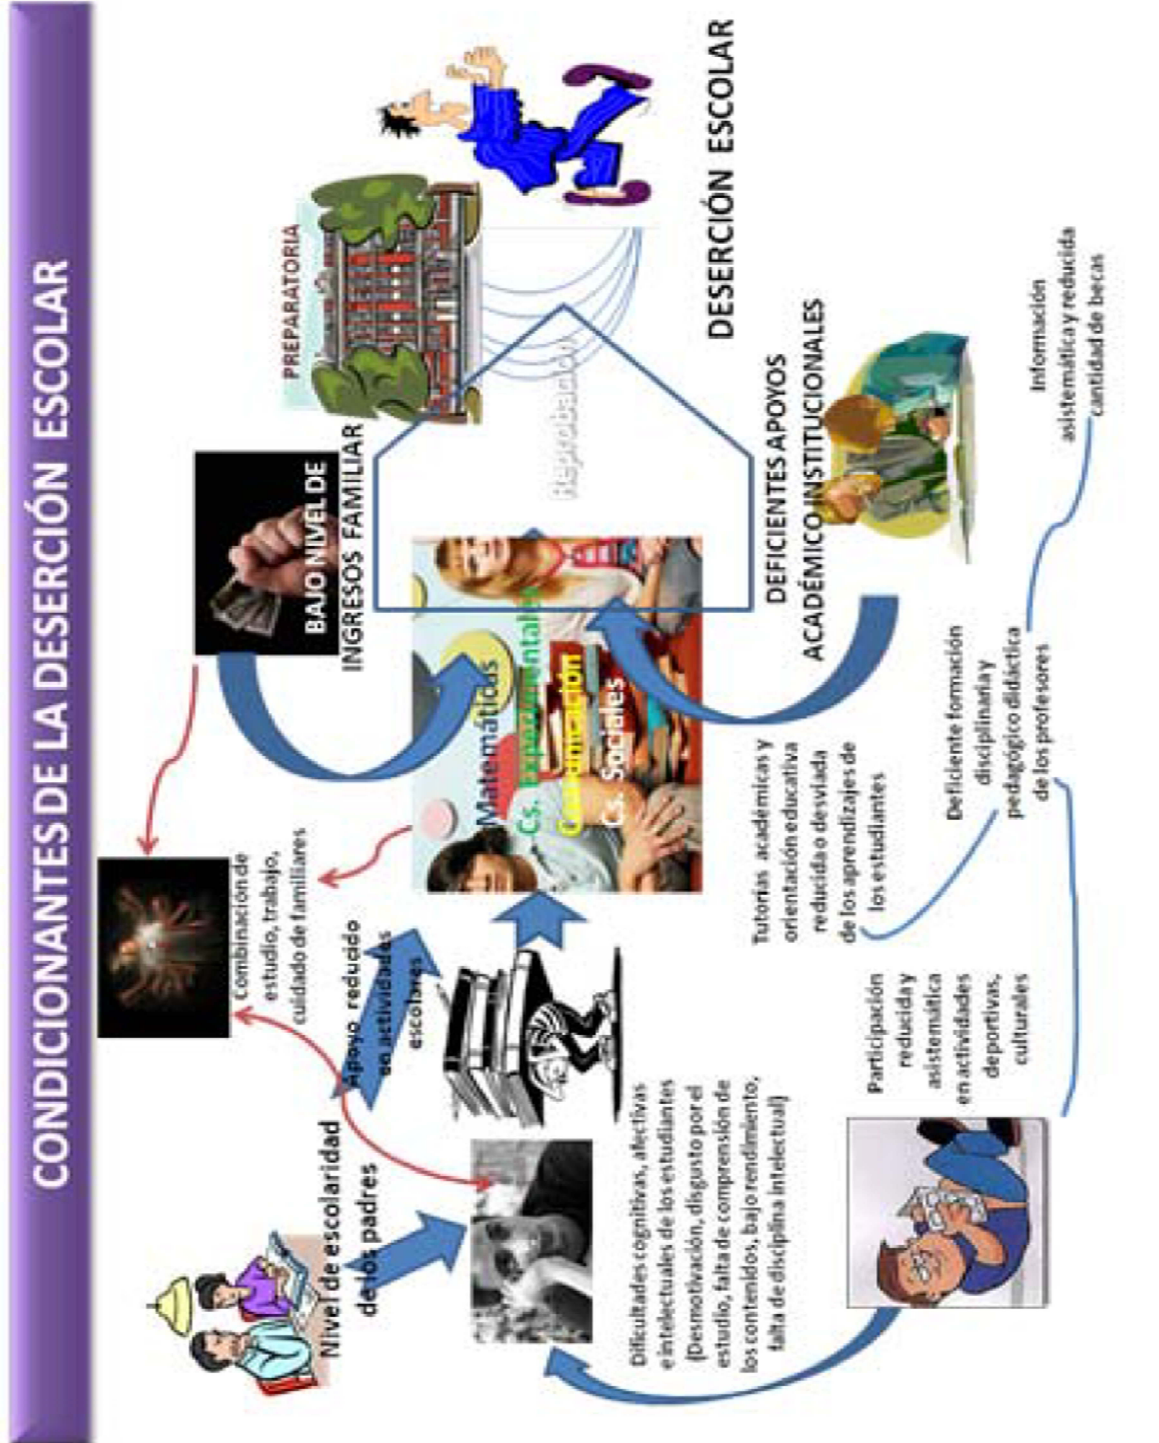 CONDICIONANTES DE LA DESERCIÓN ESCOLAR
Combinación de
estudio, trabajo,
cuidado de familiares
BAJO NIVEL DE
INGRESOS FAMILIAR
PREPARATORIA
Nivel de escolaridad
de los padres
Apoyo reducido
en actividades
escolares
Matemáticas
Cs. Experimentales
Comunicación
Cs. Sociales
Reprobación
DESERCIÓN ESCOLAR
Dificultades cognitivas, afectivas
e intelectuales de los estudiantes
(Desmotivación, disgusto por el
estudio, falta de comprensión de
los contenidos, bajo rendimiento,
falta de disciplina intelectual)
Tutorías académicas y
orientación educativa
reducida o desviada
de los aprendizajes de
los estudiantes
DEFICIENTES APOYOS
ACADÉMICO INSTITUCIONALES
Participación
reducida y
asistemática
en actividades
deportivas,
culturales
Deficiente formación
disciplinaria y
pedagógico didáctica
de los profesores
Información
asistemática y reducida
cantidad de becas